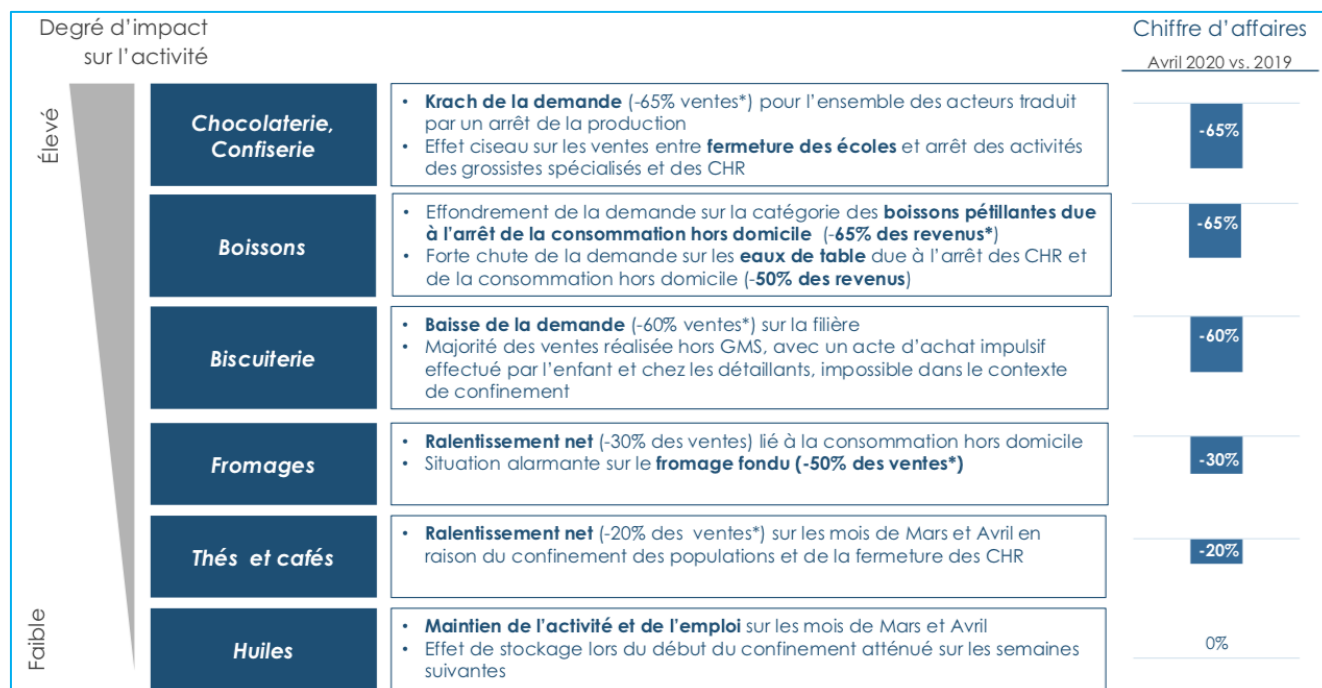 Degré d'impact
sur l'activité
Chiffre d'affaires
Avril 2020 vs. 2019
Élevé
Chocolaterie,
Confiserie
• Krach de la demande (-65% ventes*) pour l'ensemble des acteurs traduit
par un arrêt de la production
• Effet ciseau sur les ventes entre fermeture des écoles et arrêt des activités
des grossistes spécialisés et des CHR
-65%
Boissons
• Effondrement de la demande sur la catégorie des boissons pétillantes due
à l'arrêt de la consommation hors domicile (-65% des revenus*)
• Forte chute de la demande sur les eaux de table due à l'arrêt des CHR et
de la consommation hors domicile (-50% des revenus)
-65%
Biscuiterie
• Baisse de la demande (-60% ventes*) sur la filière
• Majorité des ventes réalisée hors GMS, avec un acte d'achat impulsif
effectué par l'enfant et chez les détaillants, impossible dans le contexte
de confinement
-60%
Fromages
• Ralentissement net (-30% des ventes) lié à la consommation hors domicile
• Situation alarmante sur le fromage fondu (-50% des ventes*)
-30%
Thés et cafés
• Ralentissement net (-20% des ventes*) sur les mois de Mars et Avril en
raison du confinement des populations et de la fermeture des CHR
-20%
Faible
Huiles
• Maintien de l'activité et de l'emploi sur les mois de Mars et Avril
• Effet de stockage lors du début du confinement atténué sur les semaines
suivantes
0%